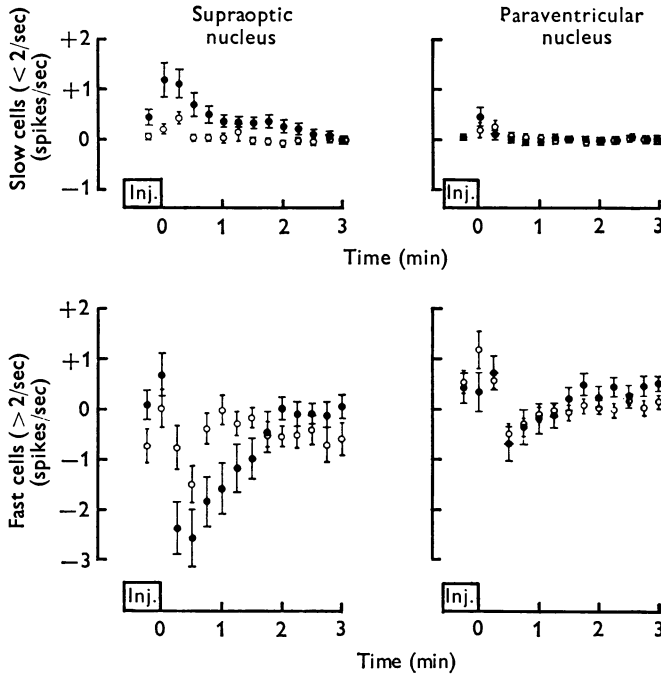 Supraoptic
nucleus
Paraventricular
nucleus
Slow cells (< 2/sec)
(spikes/sec)
+2
+1
0
−1
Inj.
0
1
2
3
Time (min)
Inj.
0
1
2
3
Time (min)
Fast cells (> 2/sec)
(spikes/sec)
+2
+1
0
−1
−2
−3
Inj.
0
1
2
3
Time (min)
Inj.
0
1
2
3